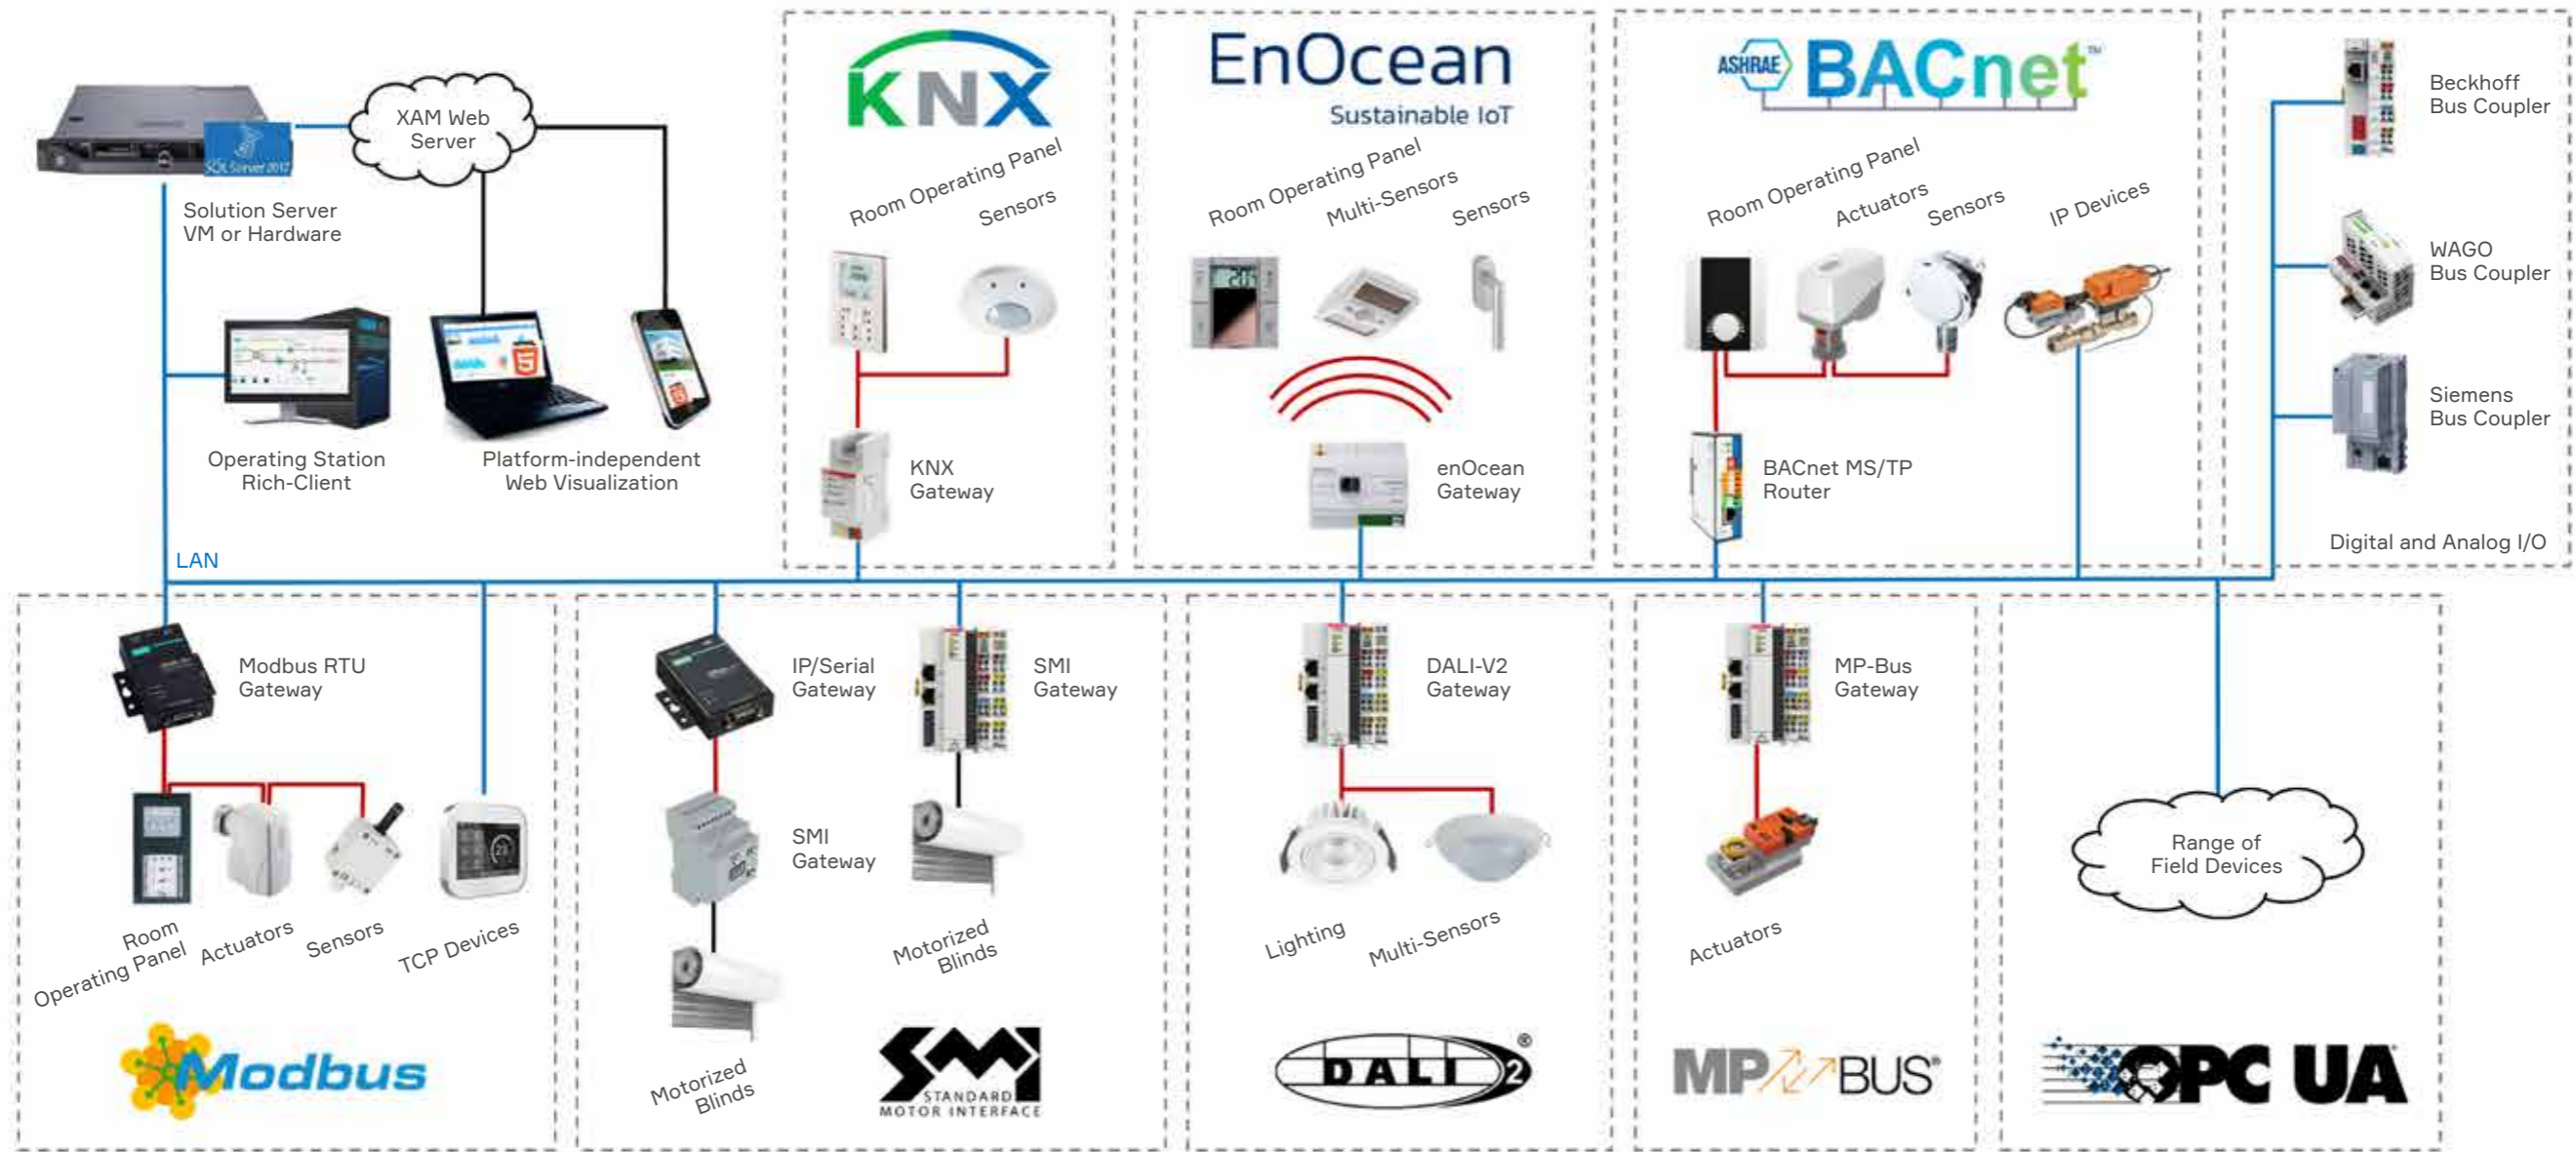 SQL Server 2017
Solution Server
VM or Hardware
XAM Web
Server
Operating Station
Rich-Client
Platform-independent
Web Visualization
LAN
KNX
Room Operating Panel
Sensors
KNX
Gateway
EnOcean
Sustainable IoT
Room Operating Panel
Multi-Sensors
Sensors
enOcean
Gateway
ASHRAE BACnet™
Room Operating Panel
Actuators
Sensors
IP Devices
BACnet MS/TP
Router
Beckhoff
Bus Coupler
WAGO
Bus Coupler
Siemens
Bus Coupler
Digital and Analog I/O
Modbus RTU
Gateway
Room
Operating Panel
Actuators
Sensors
TCP Devices
Modbus
IP/Serial
Gateway
SMI
Gateway
SMI
Gateway
Motorized
Blinds
Motorized
Blinds
SMI
STANDARD
MOTOR INTERFACE
DALI-V2
Gateway
Lighting
Multi-Sensors
DALI 2®
MP-Bus
Gateway
Actuators
MP BUS®
Range of
Field Devices
OPC UA